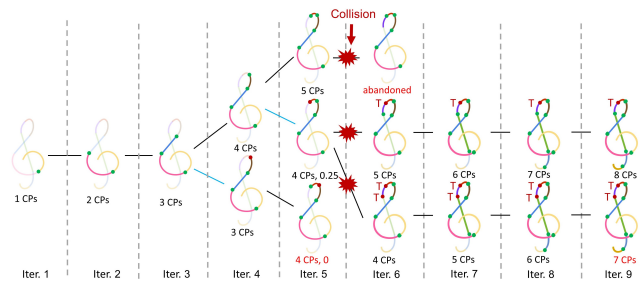 Collision
5 CPs
abandoned
T
4 CPs
4 CPs, 0.25
5 CPs
T
6 CPs
T
7 CPs
T
8 CPs
1 CPs
2 CPs
3 CPs
3 CPs
4 CPs, 0
T
T
4 CPs
T
T
5 CPs
T
T
6 CPs
T
T
7 CPs
Iter. 1
Iter. 2
Iter. 3
Iter. 4
Iter. 5
Iter. 6
Iter. 7
Iter. 8
Iter. 9